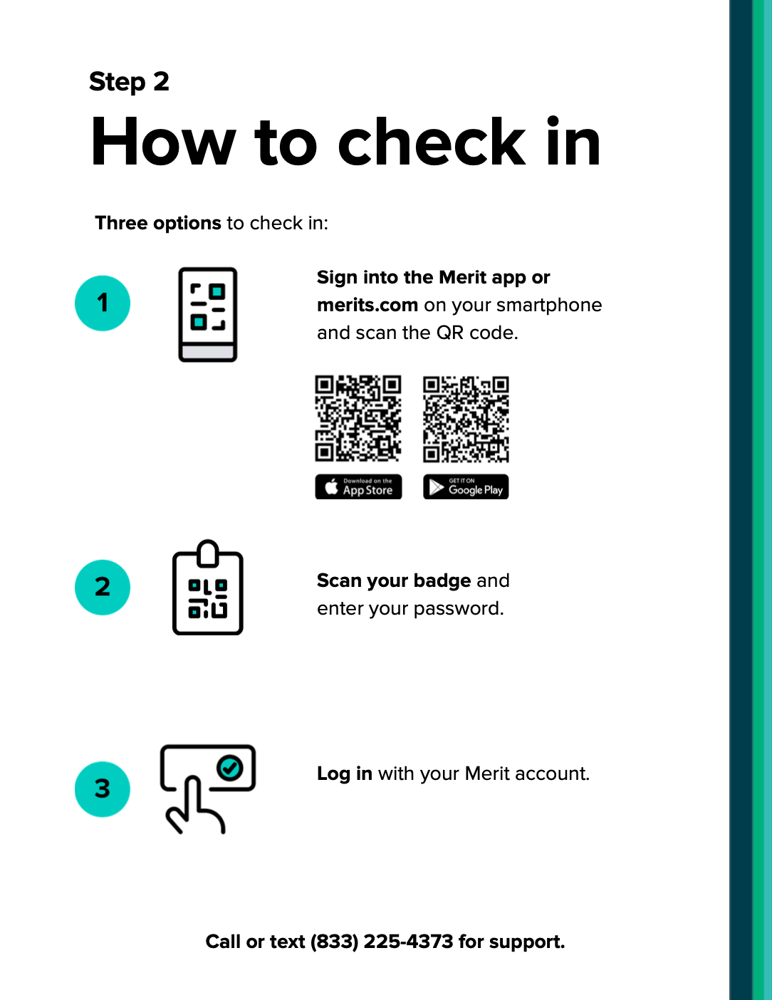 Step 2
How to check in
Three options to check in:
1
Sign into the Merit app or
merits.com on your smartphone
and scan the QR code.
Download on the
App Store
GET IT ON
Google Play
2
Scan your badge and
enter your password.
3
Log in with your Merit account.
Call or text (833) 225-4373 for support.